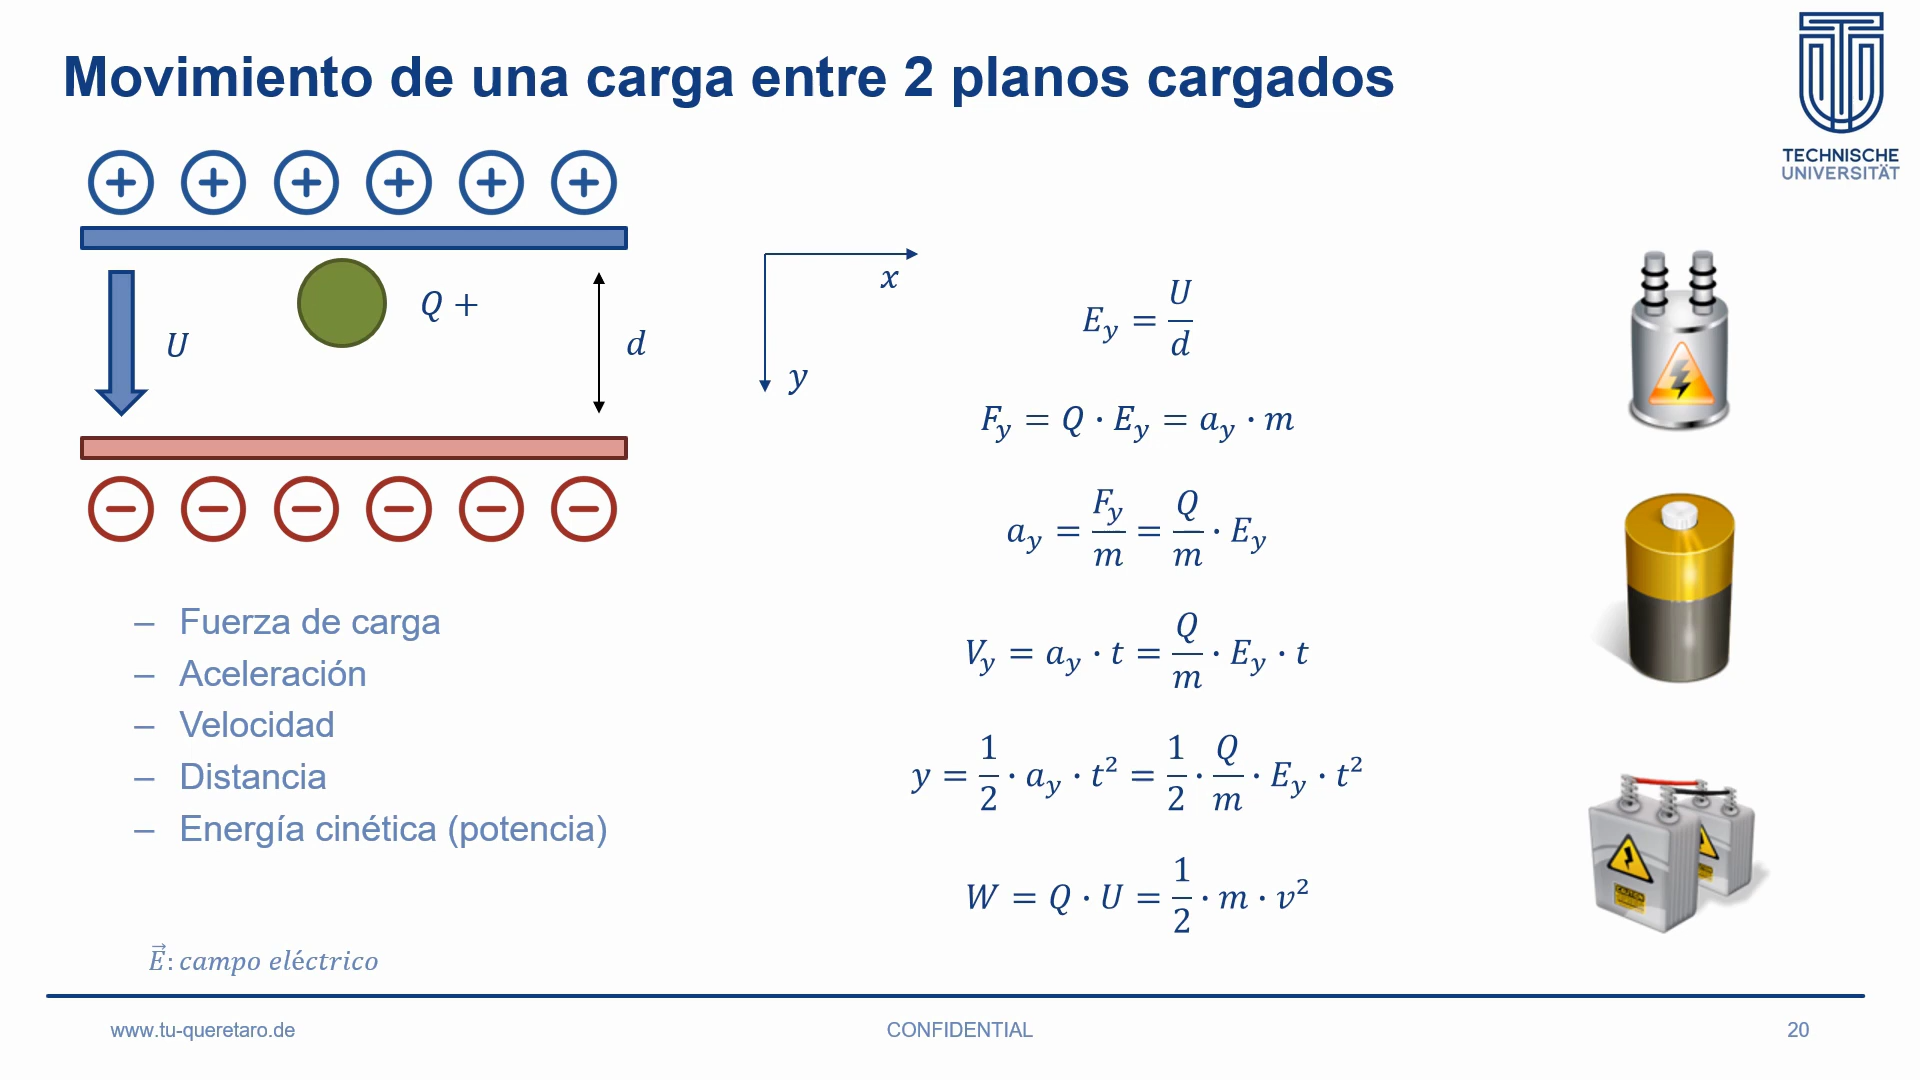 Movimiento de una carga entre 2 planos cargados
TECHNISCHE
UNIVERSITÄT
U
Q +
d
x
y
E_y = U/d
F_y = Q · E_y = a_y · m
a_y = F_y/m = Q/m · E_y
V_y = a_y · t = Q/m · E_y · t
y = 1/2 · a_y · t² = 1/2 · Q/m · E_y · t²
W = Q · U = 1/2 · m · v²
– Fuerza de carga
– Aceleración
– Velocidad
– Distancia
– Energía cinética (potencia)
E⃗: campo eléctrico
CAUTION
www.tu-queretaro.de
CONFIDENTIAL
20